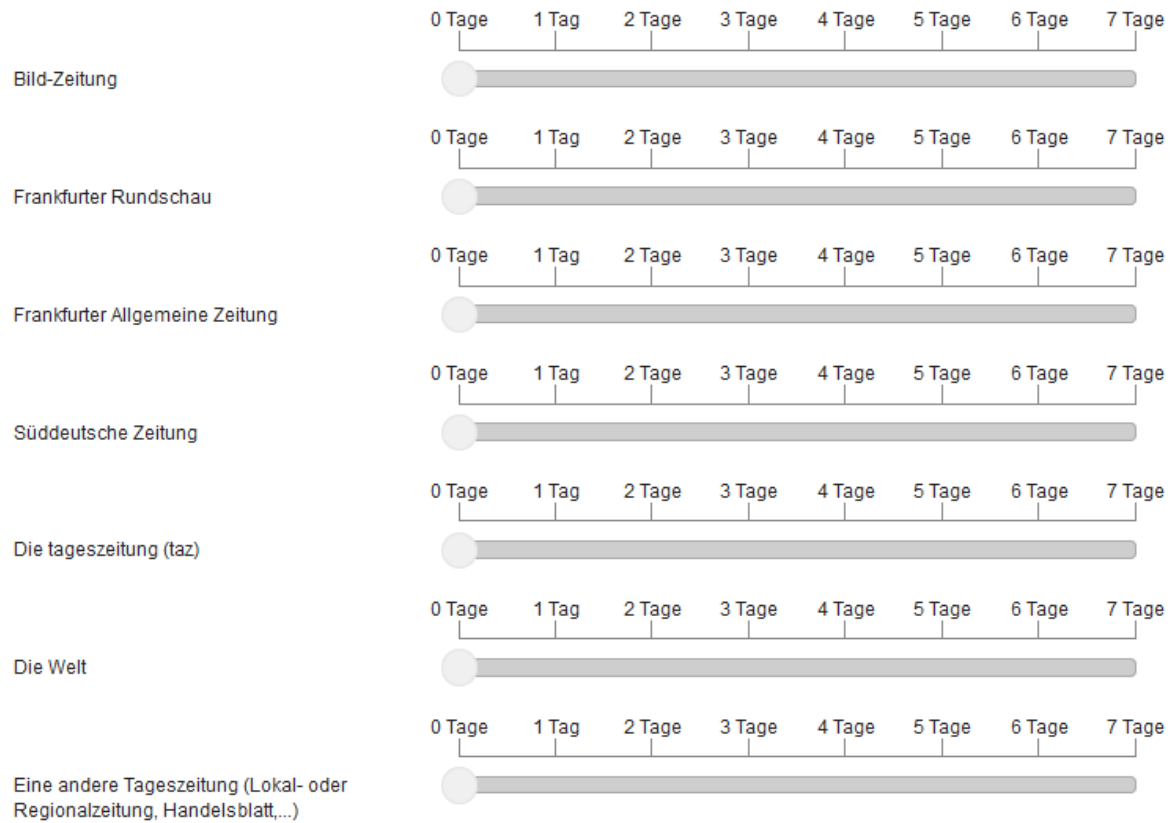 0 Tage 1 Tag 2 Tage 3 Tage 4 Tage 5 Tage 6 Tage 7 Tage
Bild-Zeitung
0 Tage 1 Tag 2 Tage 3 Tage 4 Tage 5 Tage 6 Tage 7 Tage
Frankfurter Rundschau
0 Tage 1 Tag 2 Tage 3 Tage 4 Tage 5 Tage 6 Tage 7 Tage
Frankfurter Allgemeine Zeitung
0 Tage 1 Tag 2 Tage 3 Tage 4 Tage 5 Tage 6 Tage 7 Tage
Süddeutsche Zeitung
0 Tage 1 Tag 2 Tage 3 Tage 4 Tage 5 Tage 6 Tage 7 Tage
Die tageszeitung (taz)
0 Tage 1 Tag 2 Tage 3 Tage 4 Tage 5 Tage 6 Tage 7 Tage
Die Welt
0 Tage 1 Tag 2 Tage 3 Tage 4 Tage 5 Tage 6 Tage 7 Tage
Eine andere Tageszeitung (Lokal- oder
Regionalzeitung, Handelsblatt,...)